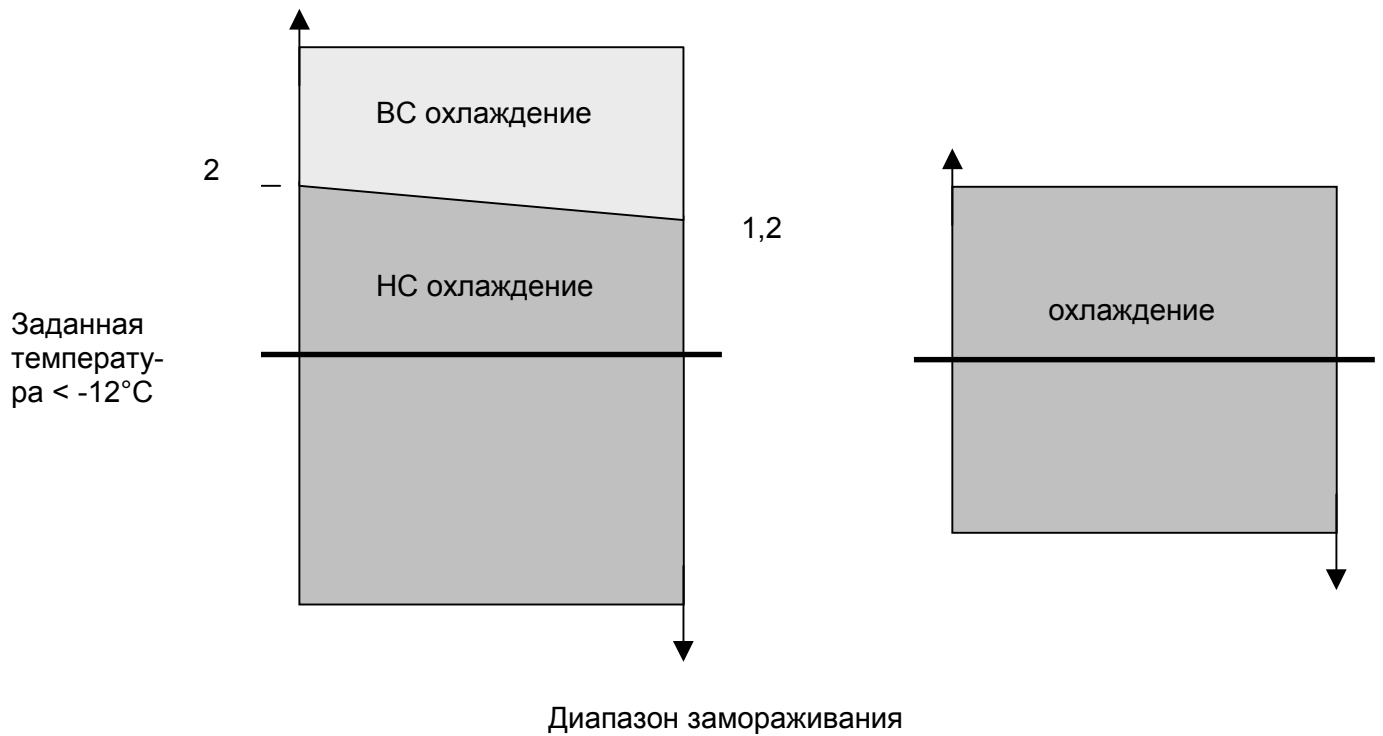 ВС охлаждение
2
1,2
НС охлаждение
Заданная
температу-
ра < -12°C
охлаждение
Диапазон замораживания